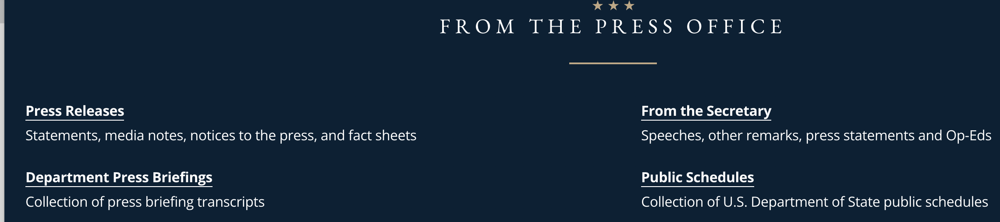 FROM THE PRESS OFFICE
Press Releases
Statements, media notes, notices to the press, and fact sheets
From the Secretary
Speeches, other remarks, press statements and Op-Eds
Department Press Briefings
Collection of press briefing transcripts
Public Schedules
Collection of U.S. Department of State public schedules